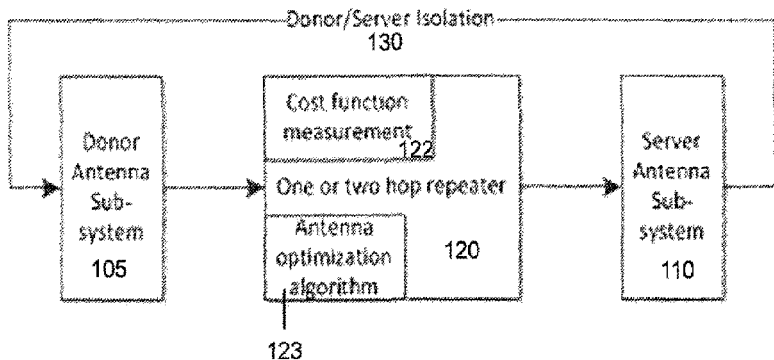 Donor/Server Isolation
130
Donor
Antenna
Sub-
system
105
Cost function
measurement
122
One or two hop repeater
120
Antenna
optimization
algorithm
123
Server
Antenna
Sub-
system
110